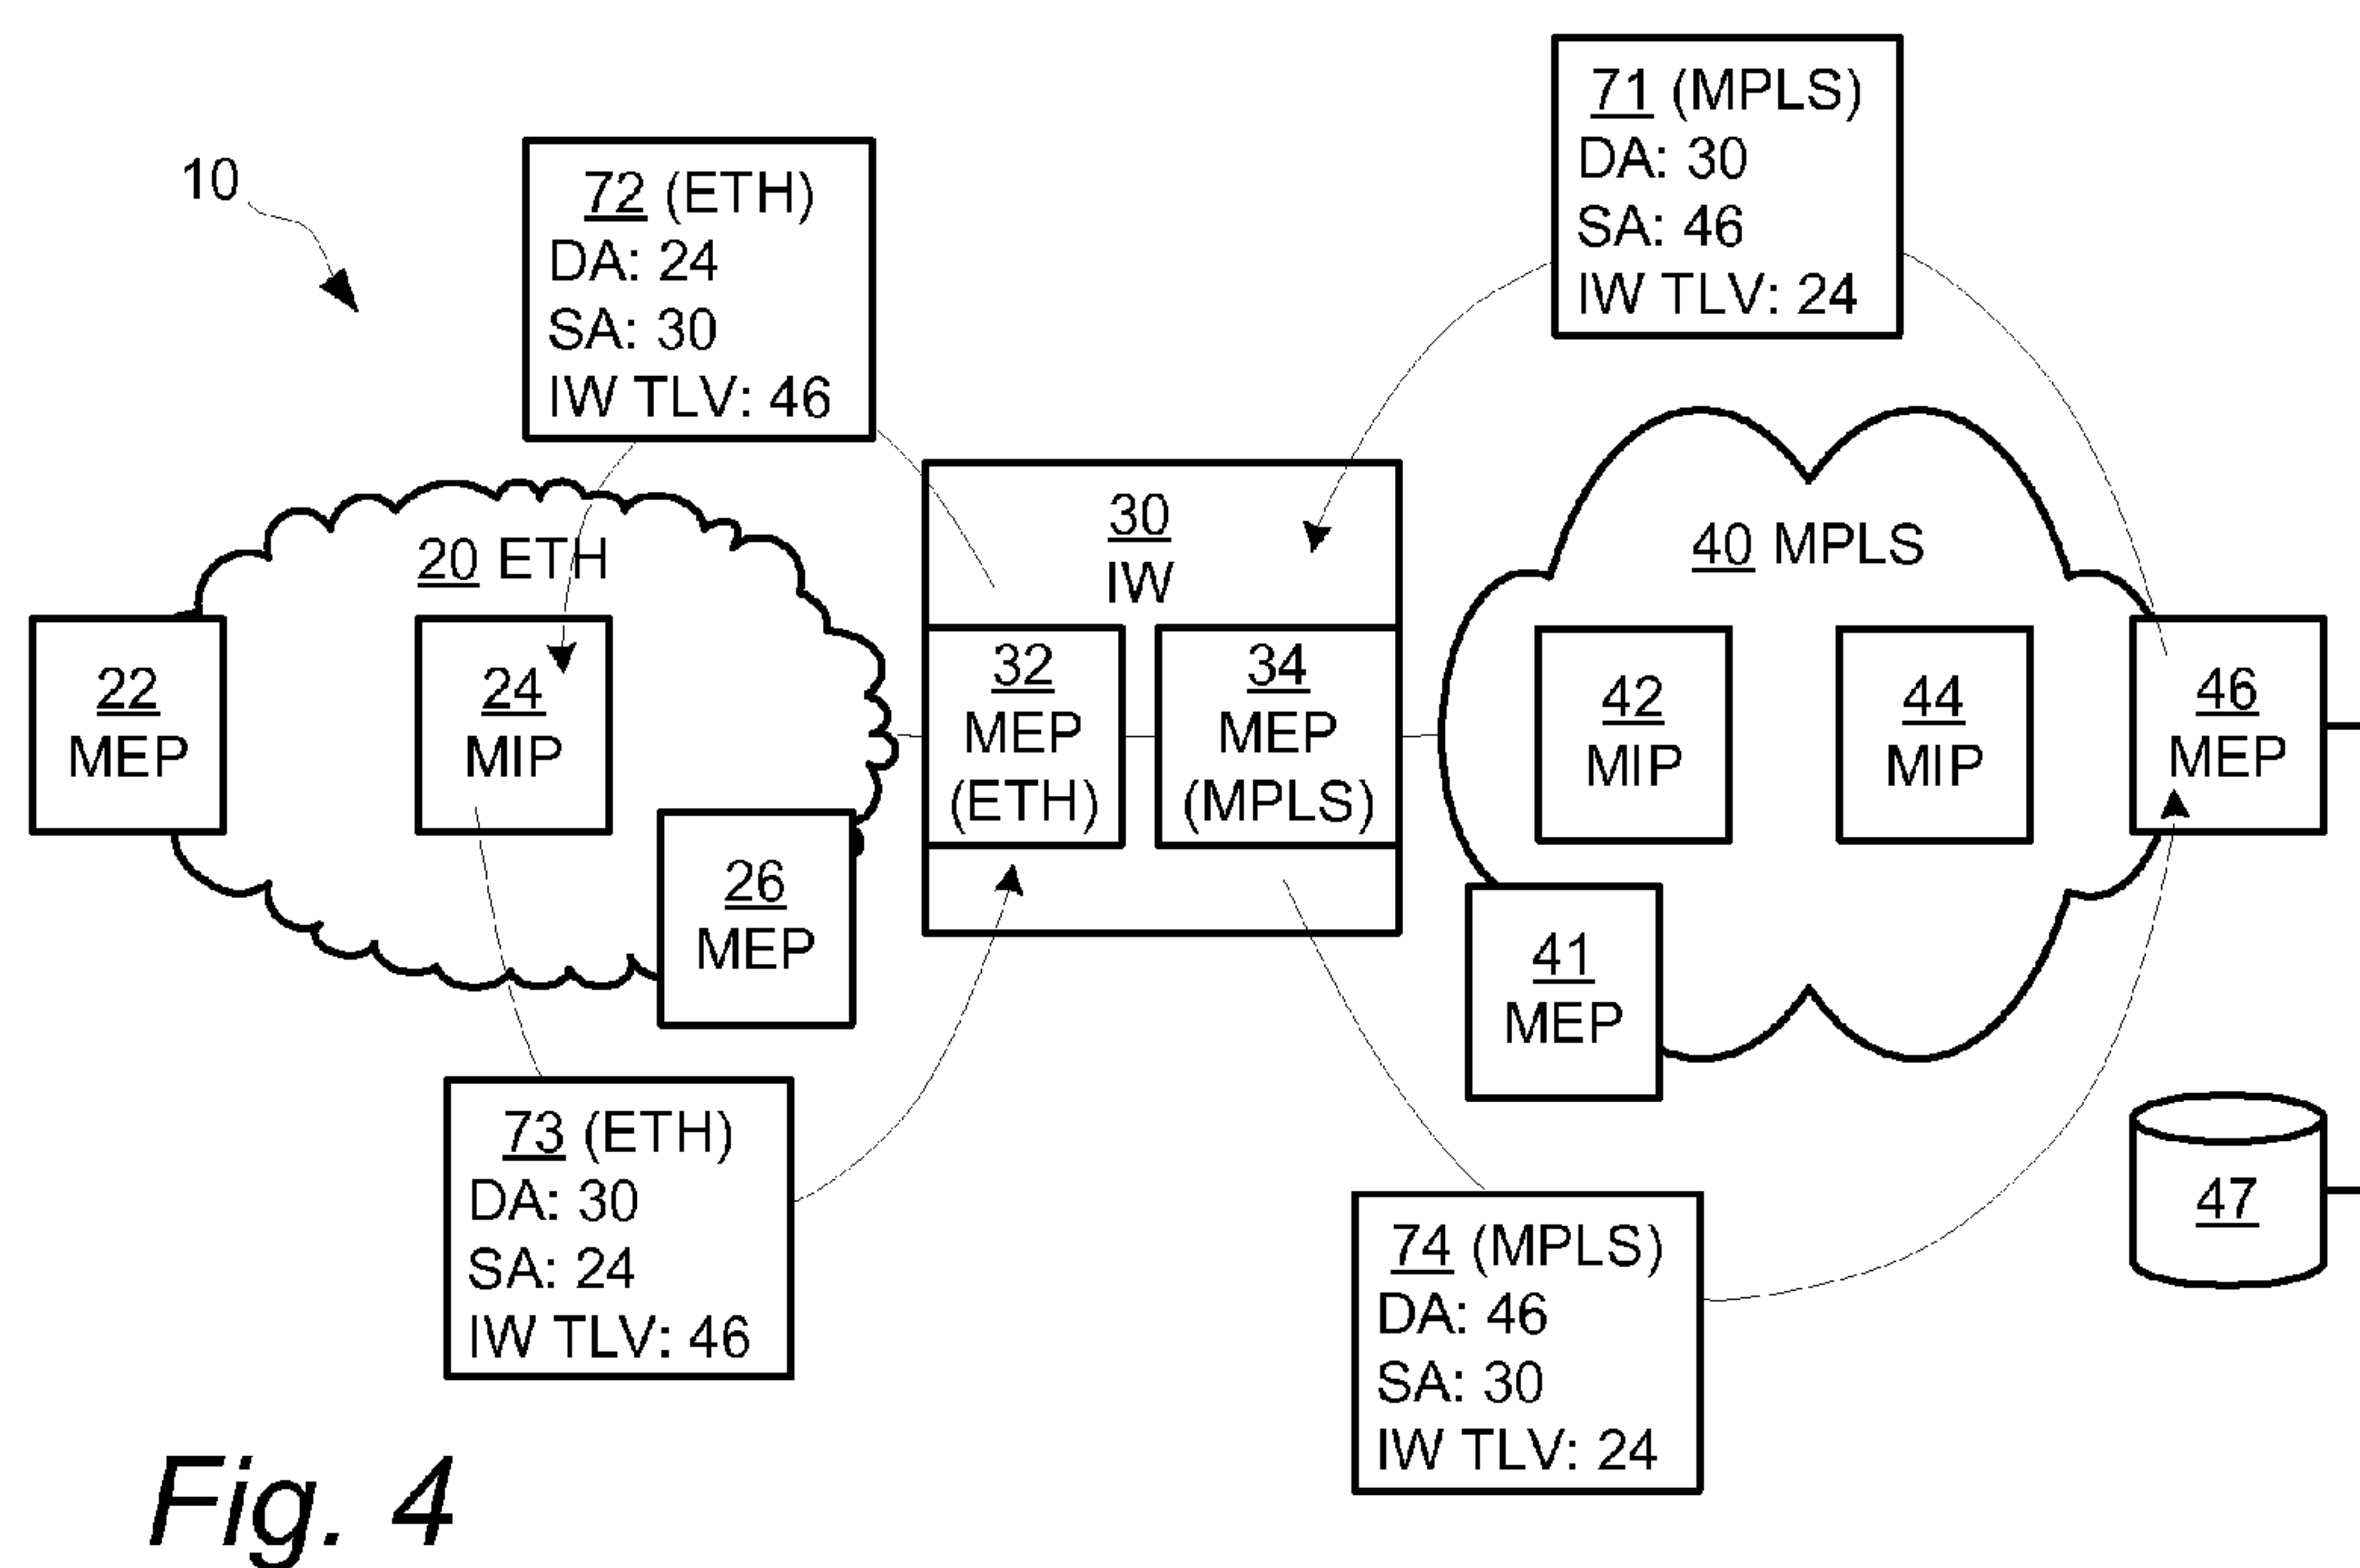 71 (MPLS)
DA: 30
SA: 46
IW TLV: 24
10
72 (ETH)
DA: 24
SA: 30
IW TLV: 46
30
IW
20 ETH
40 MPLS
22
MEP
24
MIP
26
MEP
32
MEP
(ETH)
34
MEP
(MPLS)
42
MIP
44
MIP
46
MEP
41
MEP
73 (ETH)
DA: 30
SA: 24
IW TLV: 46
74 (MPLS)
DA: 46
SA: 30
IW TLV: 24
47
Fig. 4